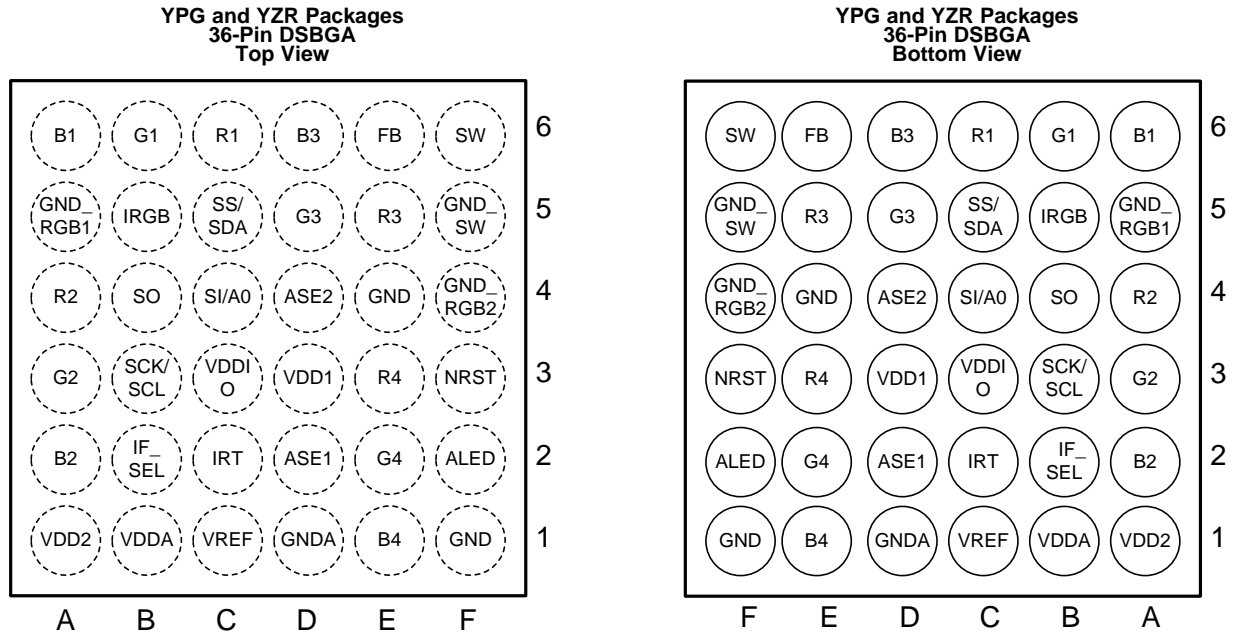 YPG and YZR Packages
36-Pin DSBGA
Top View
B1 G1 R1 B3 FB SW 6
GND_
RGB1 IRGB SS/
SDA G3 R3 GND_
SW 5
R2 SO SI/A0 ASE2 GND GND_
RGB2 4
G2 SCK/
SCL VDDI
O VDD1 R4 NRST 3
B2 IF_
SEL IRT ASE1 G4 ALED 2
VDD2 VDDA VREF GNDA B4 GND 1
A B C D E F
YPG and YZR Packages
36-Pin DSBGA
Bottom View
SW FB B3 R1 G1 B1 6
GND_
SW R3 G3 SS/
SDA IRGB GND_
RGB1 5
GND_
RGB2 GND ASE2 SI/A0 SO R2 4
NRST R4 VDD1 VDDI
O SCK/
SCL G2 3
ALED G4 ASE1 IRT IF_
SEL B2 2
GND B4 GNDA VREF VDDA VDD2 1
F E D C B A